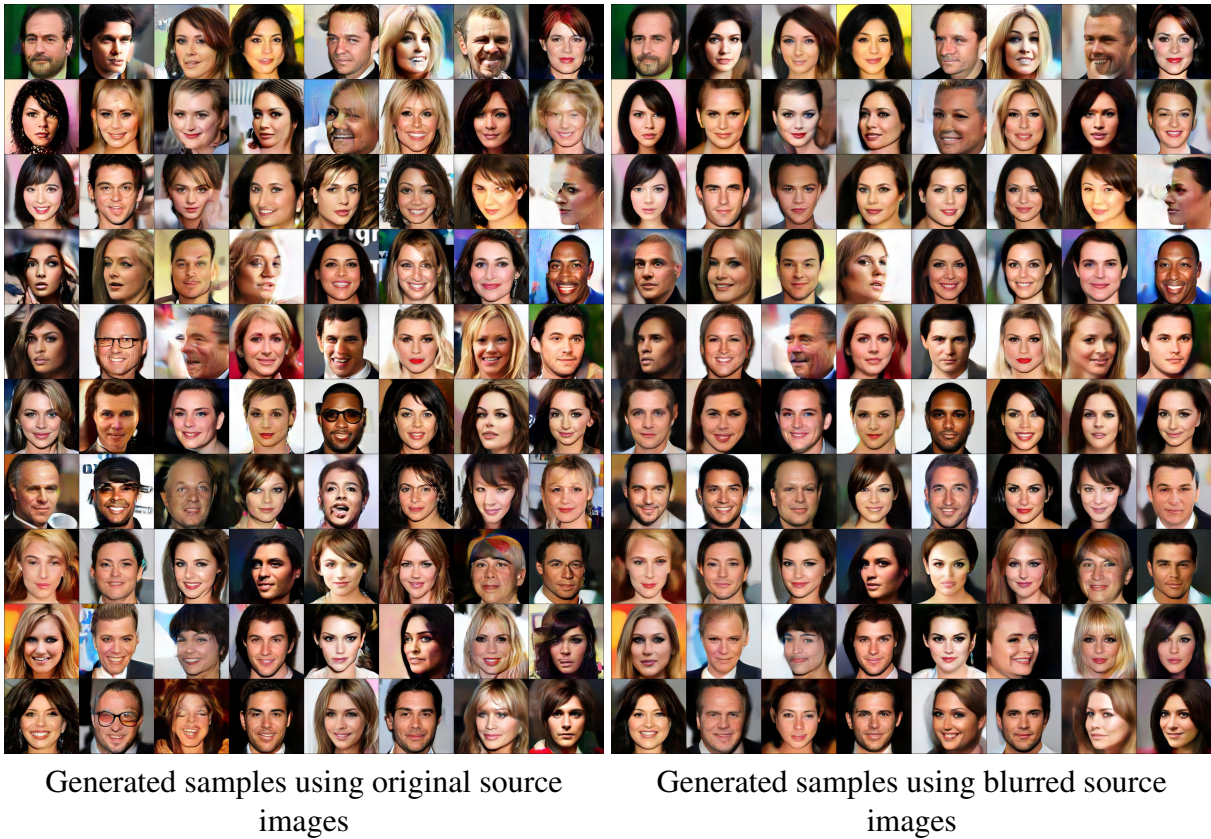 Generated samples using original source
images
Generated samples using blurred source
images